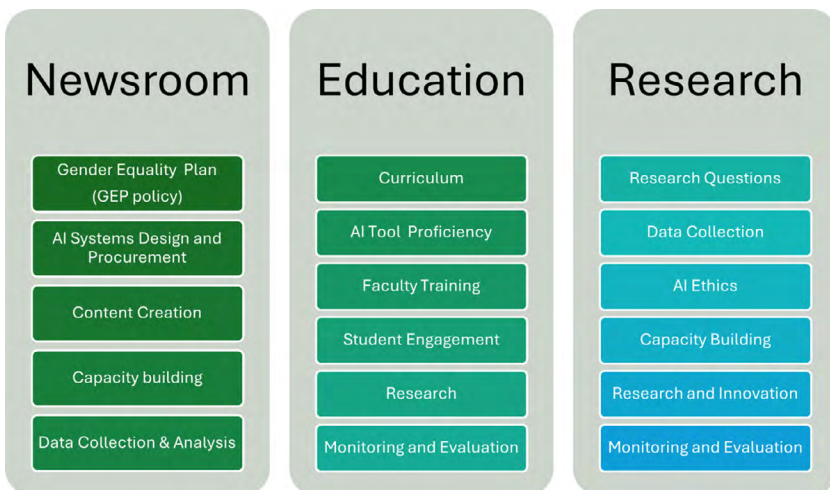 Newsroom
Gender Equality Plan
(GEP policy)
AI Systems Design and
Procurement
Content Creation
Capacity building
Data Collection & Analysis
Education
Curriculum
AI Tool Proficiency
Faculty Training
Student Engagement
Research
Monitoring and Evaluation
Research
Research Questions
Data Collection
AI Ethics
Capacity Building
Research and Innovation
Monitoring and Evaluation